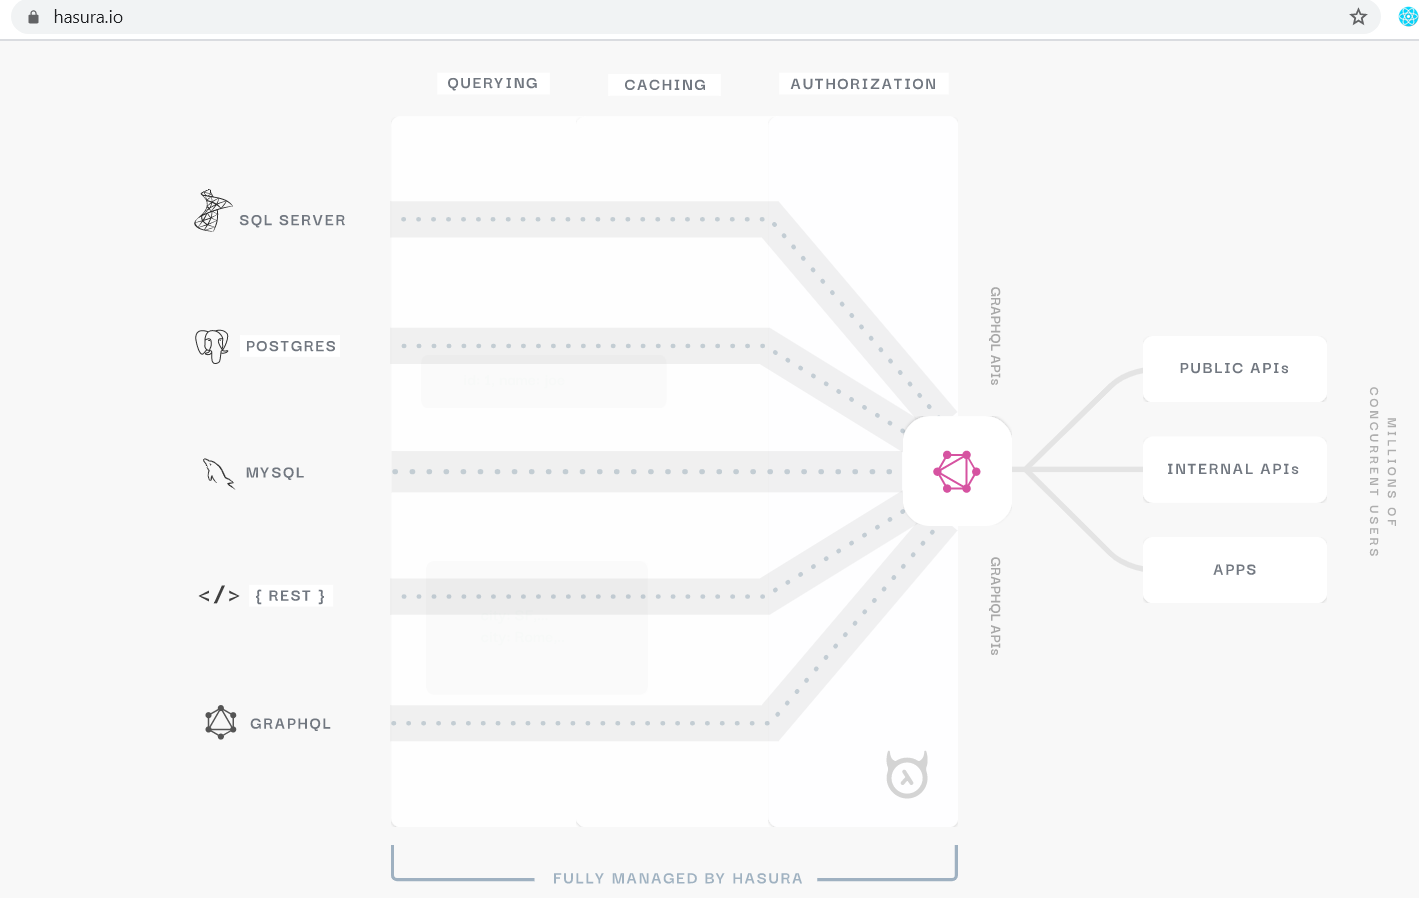 hasura.io
QUERYING
CACHING
AUTHORIZATION
SQL SERVER
POSTGRES
MYSQL
</> { REST }
GRAPHQL
GRAPHQL APIs
GRAPHQL APIs
PUBLIC APIs
INTERNAL APIs
APPS
MILLIONS OF
CONCURRENT USERS
FULLY MANAGED BY HASURA